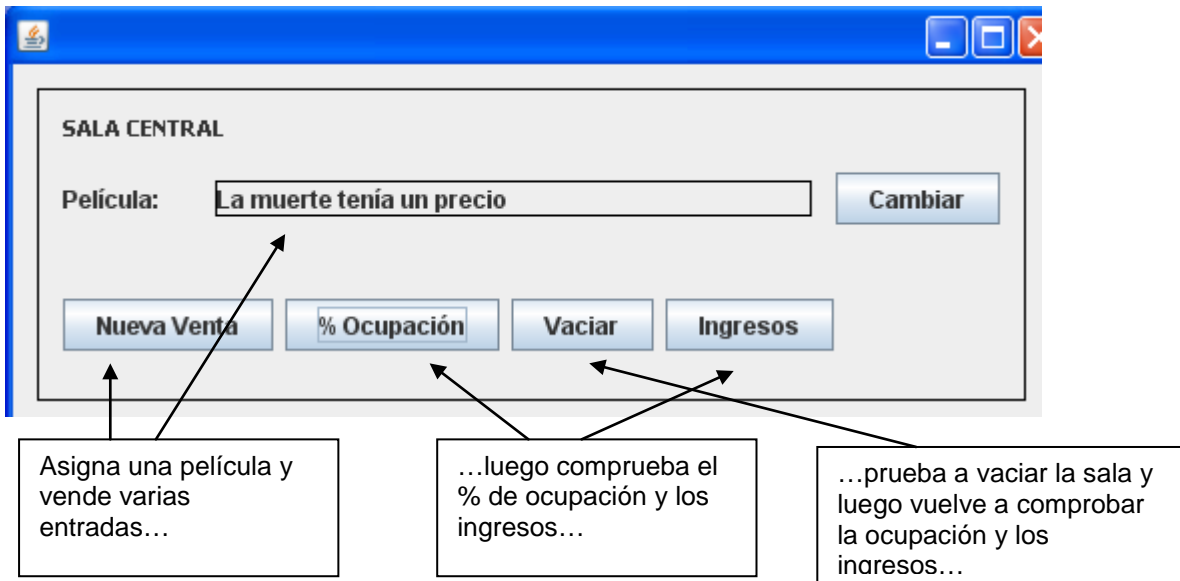 SALA CENTRAL
Película: La muerte tenía un precio Cambiar
Nueva Venta % Ocupación Vaciar Ingresos
Asigna una película y
vende varias
entradas…
…luego comprueba el
% de ocupación y los
ingresos…
…prueba a vaciar la sala y
luego vuelve a comprobar
la ocupación y los
ingresos…